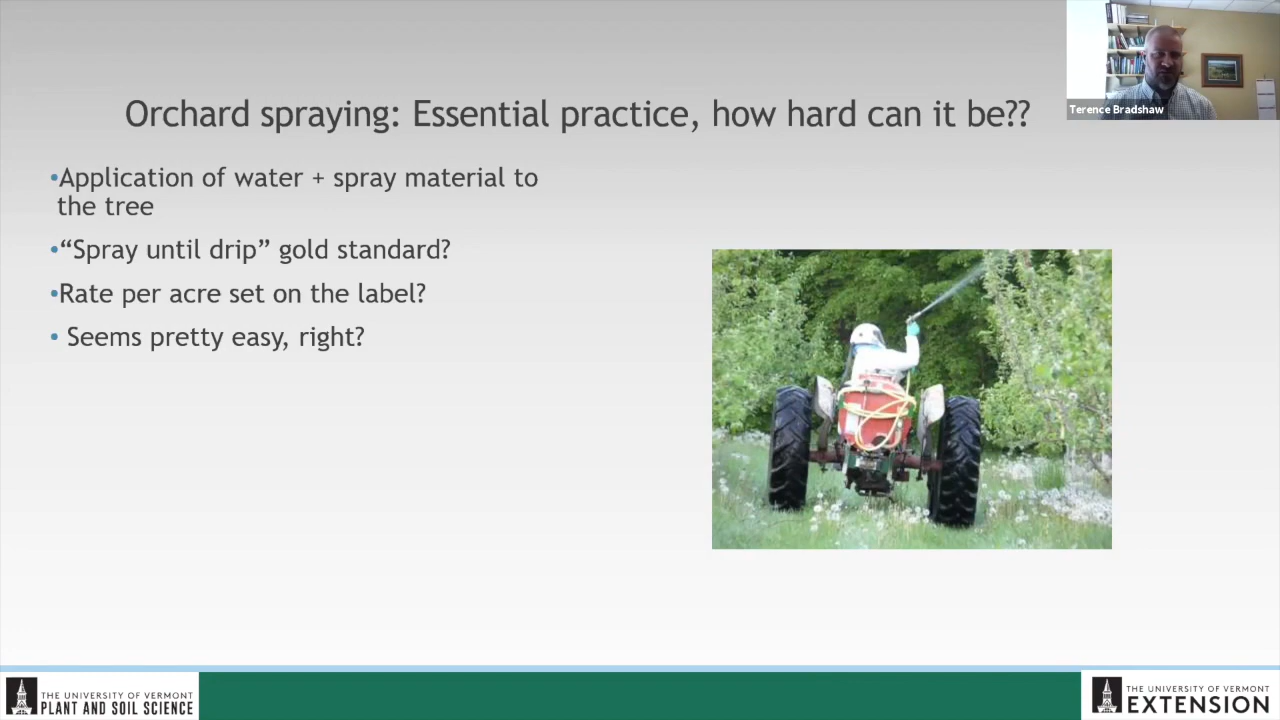 Orchard spraying: Essential practice, how hard can it be??
Terence Bradshaw
•Application of water + spray material to
the tree
•“Spray until drip” gold standard?
•Rate per acre set on the label?
• Seems pretty easy, right?
THE UNIVERSITY OF VERMONT
PLANT AND SOIL SCIENCE
THE UNIVERSITY OF VERMONT
EXTENSION